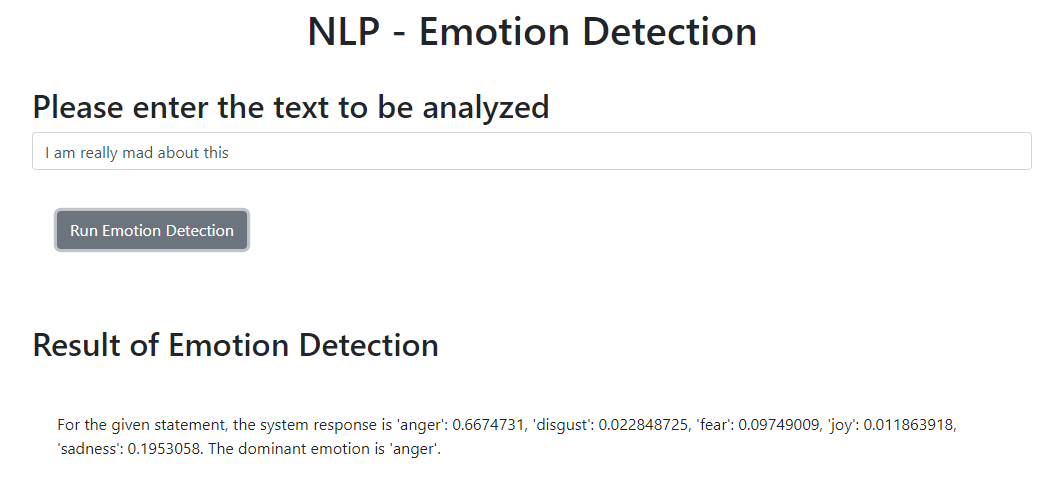 NLP - Emotion Detection
Please enter the text to be analyzed
I am really mad about this
Run Emotion Detection
Result of Emotion Detection
For the given statement, the system response is 'anger': 0.6674731, 'disgust': 0.022848725, 'fear': 0.09749009, 'joy': 0.011863918,
'sadness': 0.1953058. The dominant emotion is 'anger'.